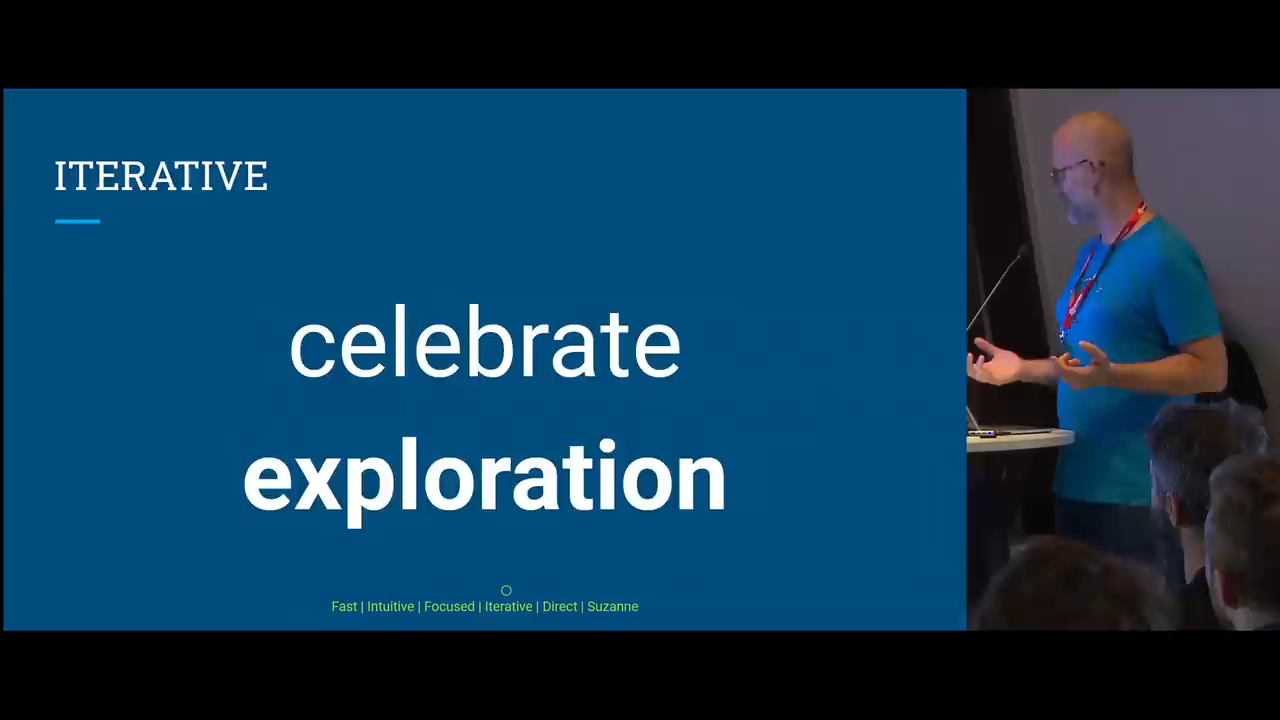 ITERATIVE
celebrate
exploration
Fast | Intuitive | Focused | Iterative | Direct | Suzanne